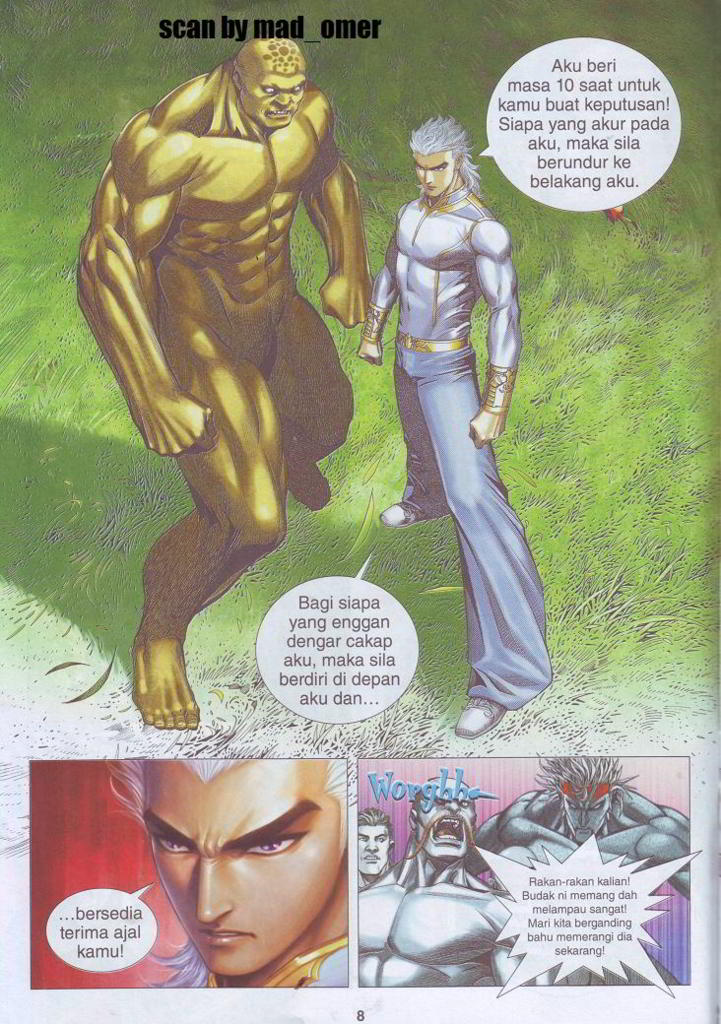 scan by mad_omer
Aku beri
masa 10 saat untuk
kamu buat keputusan!
Siapa yang akur pada
aku, maka sila
berundur ke
belakang aku.
Bagi siapa
yang enggan
dengar cakap
aku, maka sila
berdiri di depan
aku dan...
...bersedia
terima ajal
kamu!
Worghh~
Rakan-rakan kalian!
Budak ni memang dah
melampau sangat!
Mari kita berganding
bahu memerangi dia
sekarang!
8